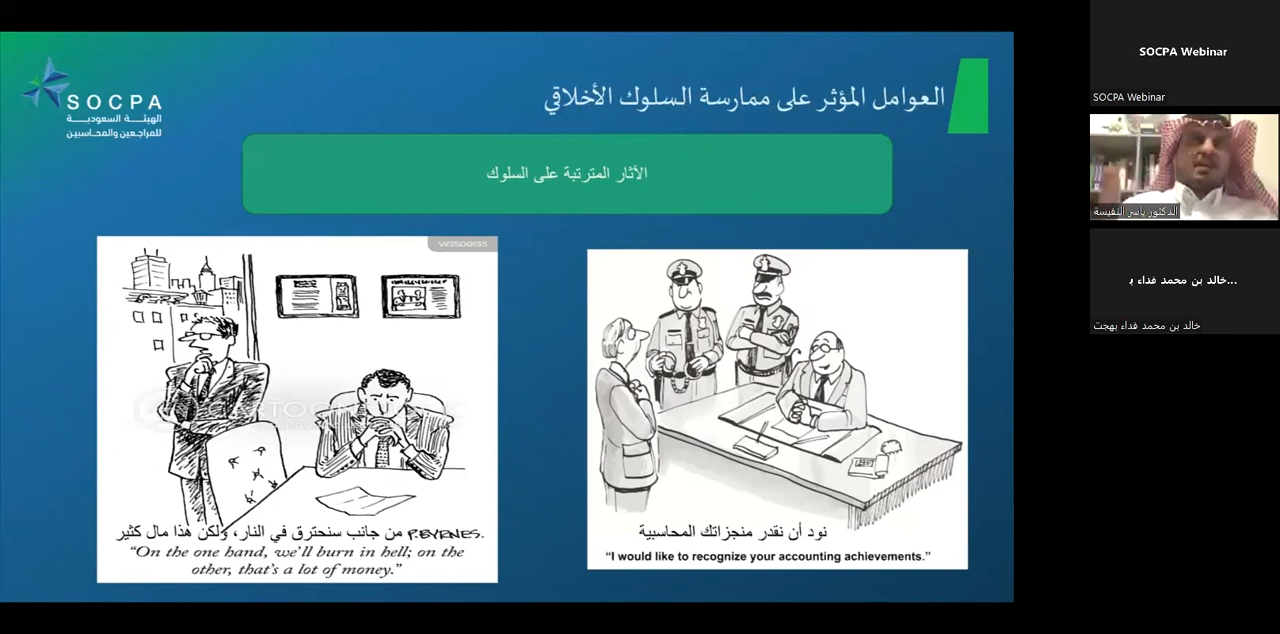 SOCPA
الهيئة السعودية
للمراجعين والمحاسبين
العوامل المؤثر على ممارسة السلوك الأخلاقي
الأثار المترتبة على السلوك
W3S00135
P.BYRNES.
من جانب سنحترق في النار، ولكن هذا مال كثير
“On the one hand, we’ll burn in hell; on the
other, that’s a lot of money.”
نود أن نقدر منجزاتك المحاسبية
“I would like to recognize your accounting achievements.”
SOCPA Webinar
SOCPA Webinar
الدكتور ياسر النفيسة
خالد بن محمد فداء ب...
خالد بن محمد فداء بهجت